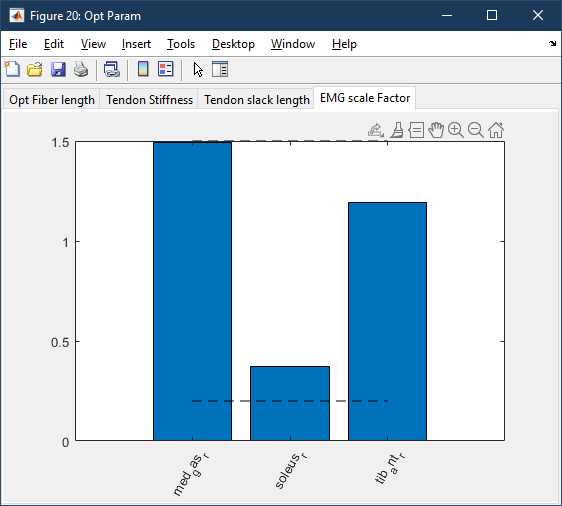 Figure 20: Opt Param
File Edit View Insert Tools Desktop Window Help
Opt Fiber length Tendon Stiffness Tendon slack length EMG scale Factor
1.5
1
0.5
0
med_gas_r soleus_r tib_ant_r